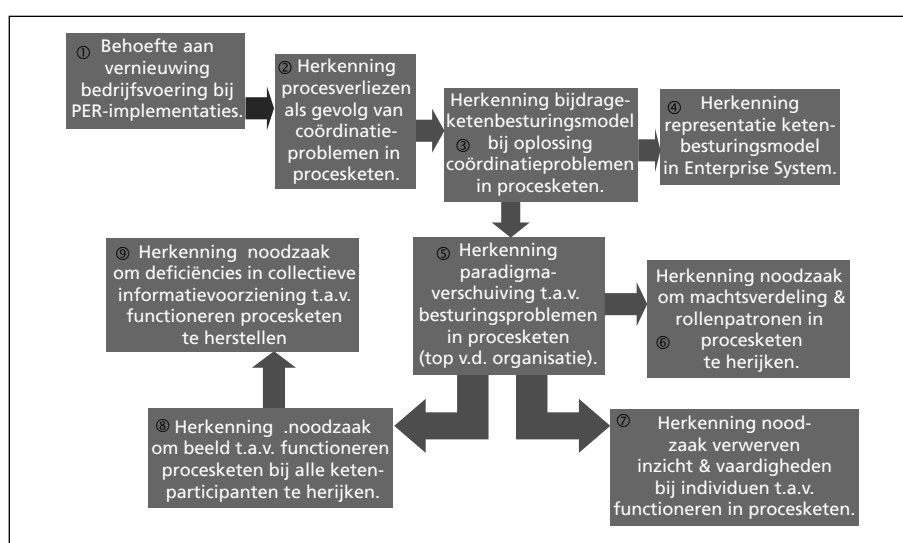 ① Behoefte aan
vernieuwing
bedrijfsvoering bij
PER-implementaties.
② Herkenning
procesverliezen
als gevolg van
coördinatie-
problemen in
procesketen.
Herkenning bijdrage-
ketenbesturingsmodel
③ bij oplossing
coördinatieproblemen
in procesketen.
④ Herkenning
representatie keten-
besturingsmodel
in Enterprise System.
⑤ Herkenning
paradigma-
verschuiving t.a.v.
besturingsproblemen
in procesketen
(top v.d. organisatie).
Herkenning noodzaak
om machtsverdeling &
rollenpatronen in
⑥ procesketen
te herijken.
⑦ Herkenning nood-
zaak verwerven
inzicht & vaardigheden
bij individuen t.a.v.
functioneren in procesketen.
⑧ Herkenning .noodzaak
om beeld t.a.v. functioneren
procesketen bij alle keten-
participanten te herijken.
⑨ Herkenning noodzaak
om deficiëncies in collectieve
informatievoorziening t.a.v.
functioneren procesketen
te herstellen